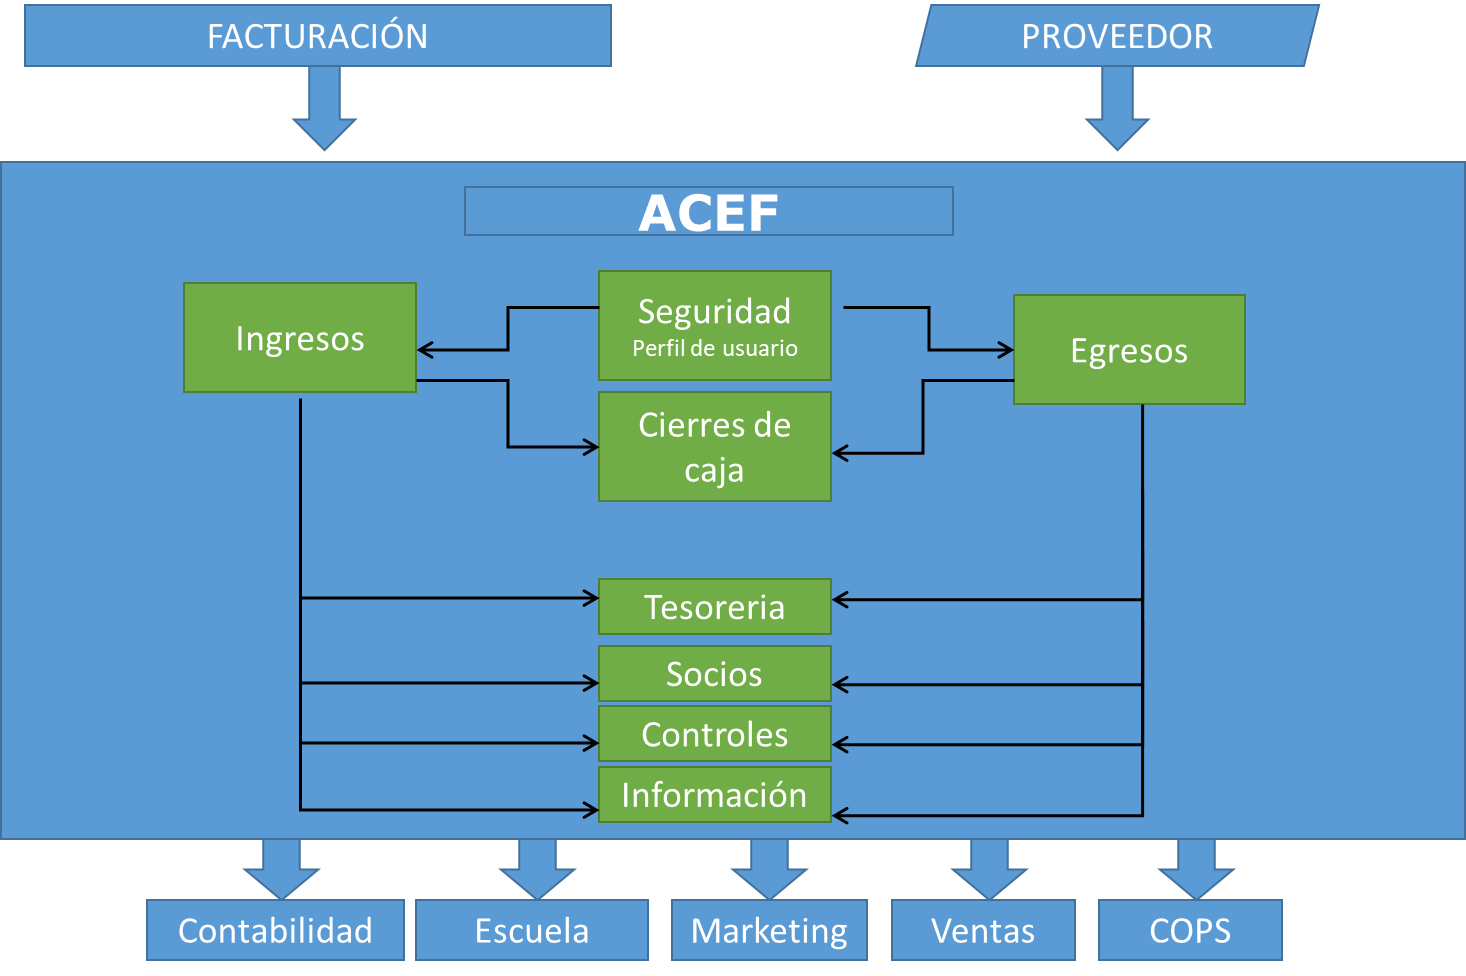 FACTURACIÓN
PROVEEDOR
ACEF
Ingresos
Seguridad
Perfil de usuario
Egresos
Cierres de
caja
Tesoreria
Socios
Controles
Información
Contabilidad
Escuela
Marketing
Ventas
COPS